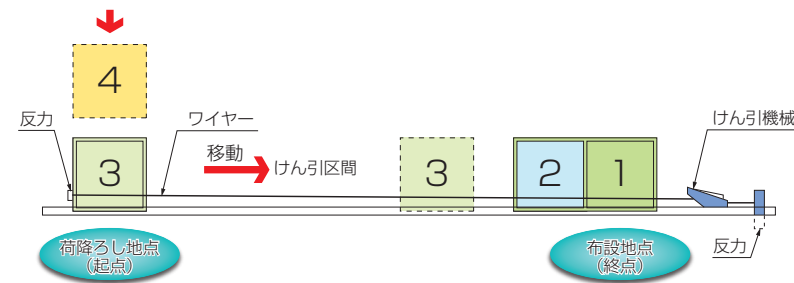 4
反力
ワイヤー
けん引機械
3
移動
けん引区間
3
2
1
荷降ろし地点
(起点)
布設地点
(終点)
反力